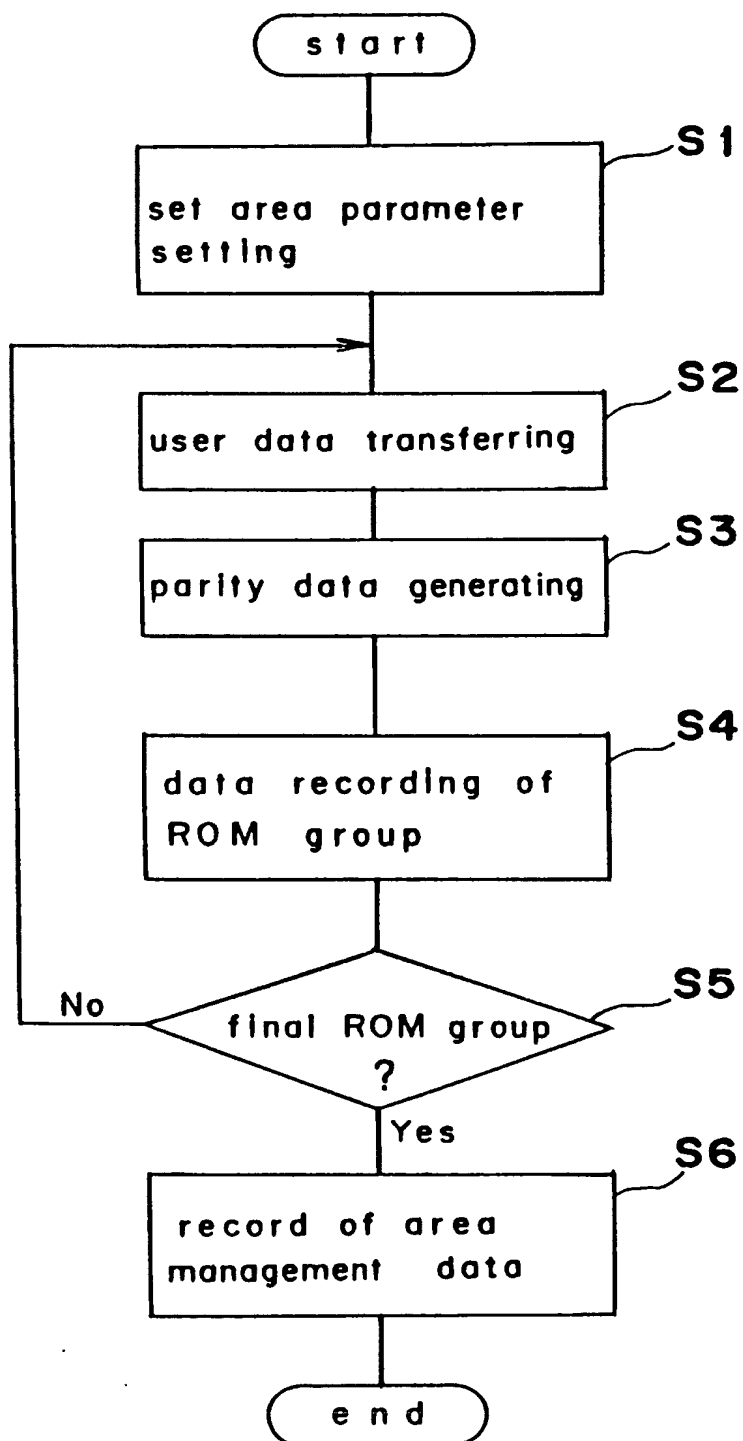 start
S1
set area parameter
setting
S2
user data transferring
S3
parity data generating
S4
data recording of
ROM group
S5
No
final ROM group
?
Yes
S6
record of area
management data
end